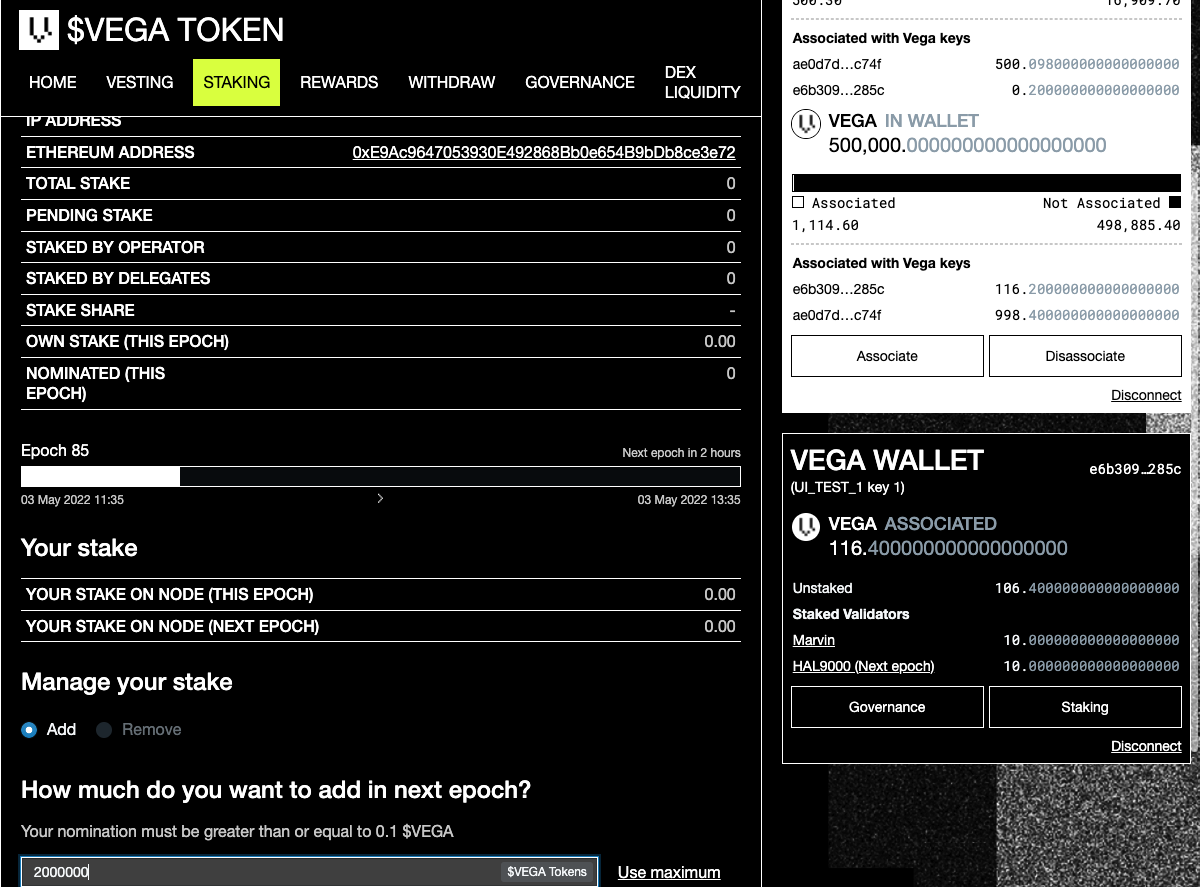 $VEGA TOKEN
HOME VESTING STAKING REWARDS WITHDRAW GOVERNANCE DEX LIQUIDITY
IP ADDRESS
ETHEREUM ADDRESS 0xE9Ac9647053930E492868Bb0e654B9bDb8ce3e72
TOTAL STAKE 0
PENDING STAKE 0
STAKED BY OPERATOR 0
STAKED BY DELEGATES 0
STAKE SHARE -
OWN STAKE (THIS EPOCH) 0.00
NOMINATED (THIS EPOCH) 0
Epoch 85 Next epoch in 2 hours
03 May 2022 11:35 > 03 May 2022 13:35
Your stake
YOUR STAKE ON NODE (THIS EPOCH) 0.00
YOUR STAKE ON NODE (NEXT EPOCH) 0.00
Manage your stake
Add Remove
How much do you want to add in next epoch?
Your nomination must be greater than or equal to 0.1 $VEGA
2000000 $VEGA Tokens Use maximum
500.30 16,909.70
Associated with Vega keys
ae0d7d…c74f 500.098000000000000000
e6b309…285c 0.200000000000000000
VEGA IN WALLET
500,000.000000000000000000
Associated Not Associated
1,114.60 498,885.40
Associated with Vega keys
e6b309…285c 116.200000000000000000
ae0d7d…c74f 998.400000000000000000
Associate Disassociate
Disconnect
VEGA WALLET e6b309…285c
(UI_TEST_1 key 1)
VEGA ASSOCIATED
116.400000000000000000
Unstaked 106.400000000000000000
Staked Validators
Marvin 10.000000000000000000
HAL9000 (Next epoch) 10.000000000000000000
Governance Staking
Disconnect